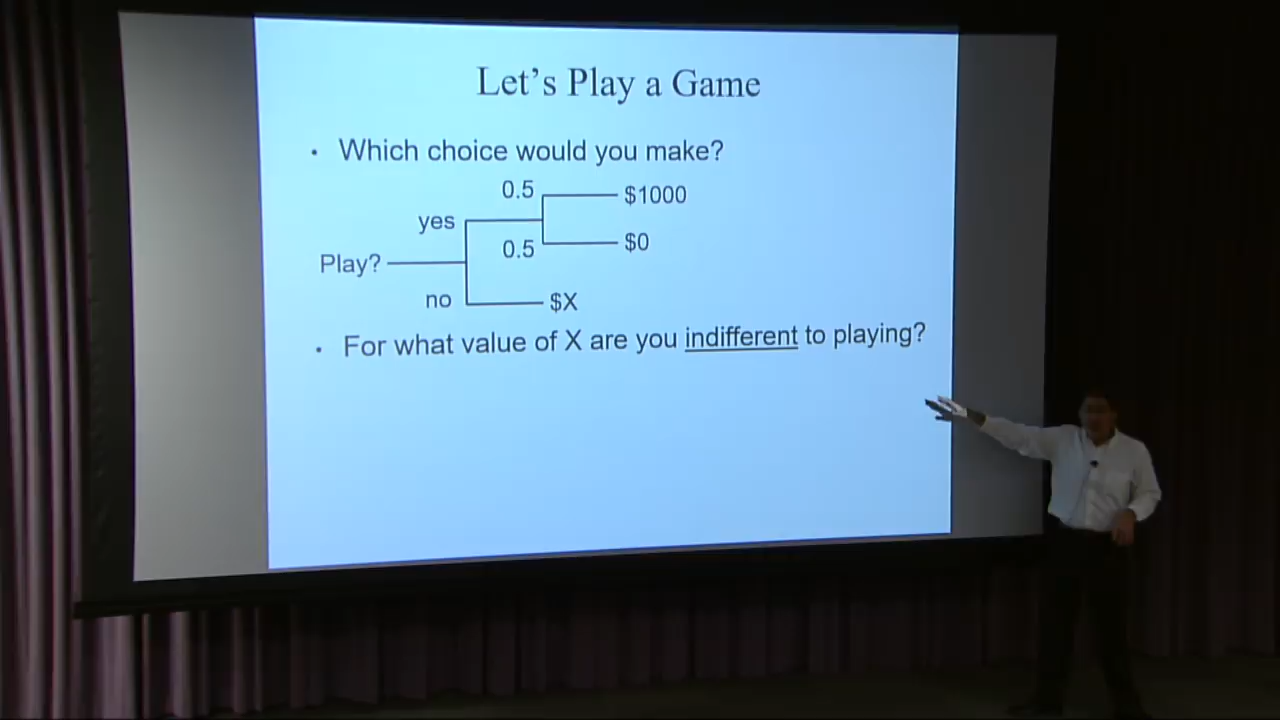 Let's Play a Game
• Which choice would you make?
0.5 $1000
yes
0.5 $0
Play?
no $X
• For what value of X are you indifferent to playing?